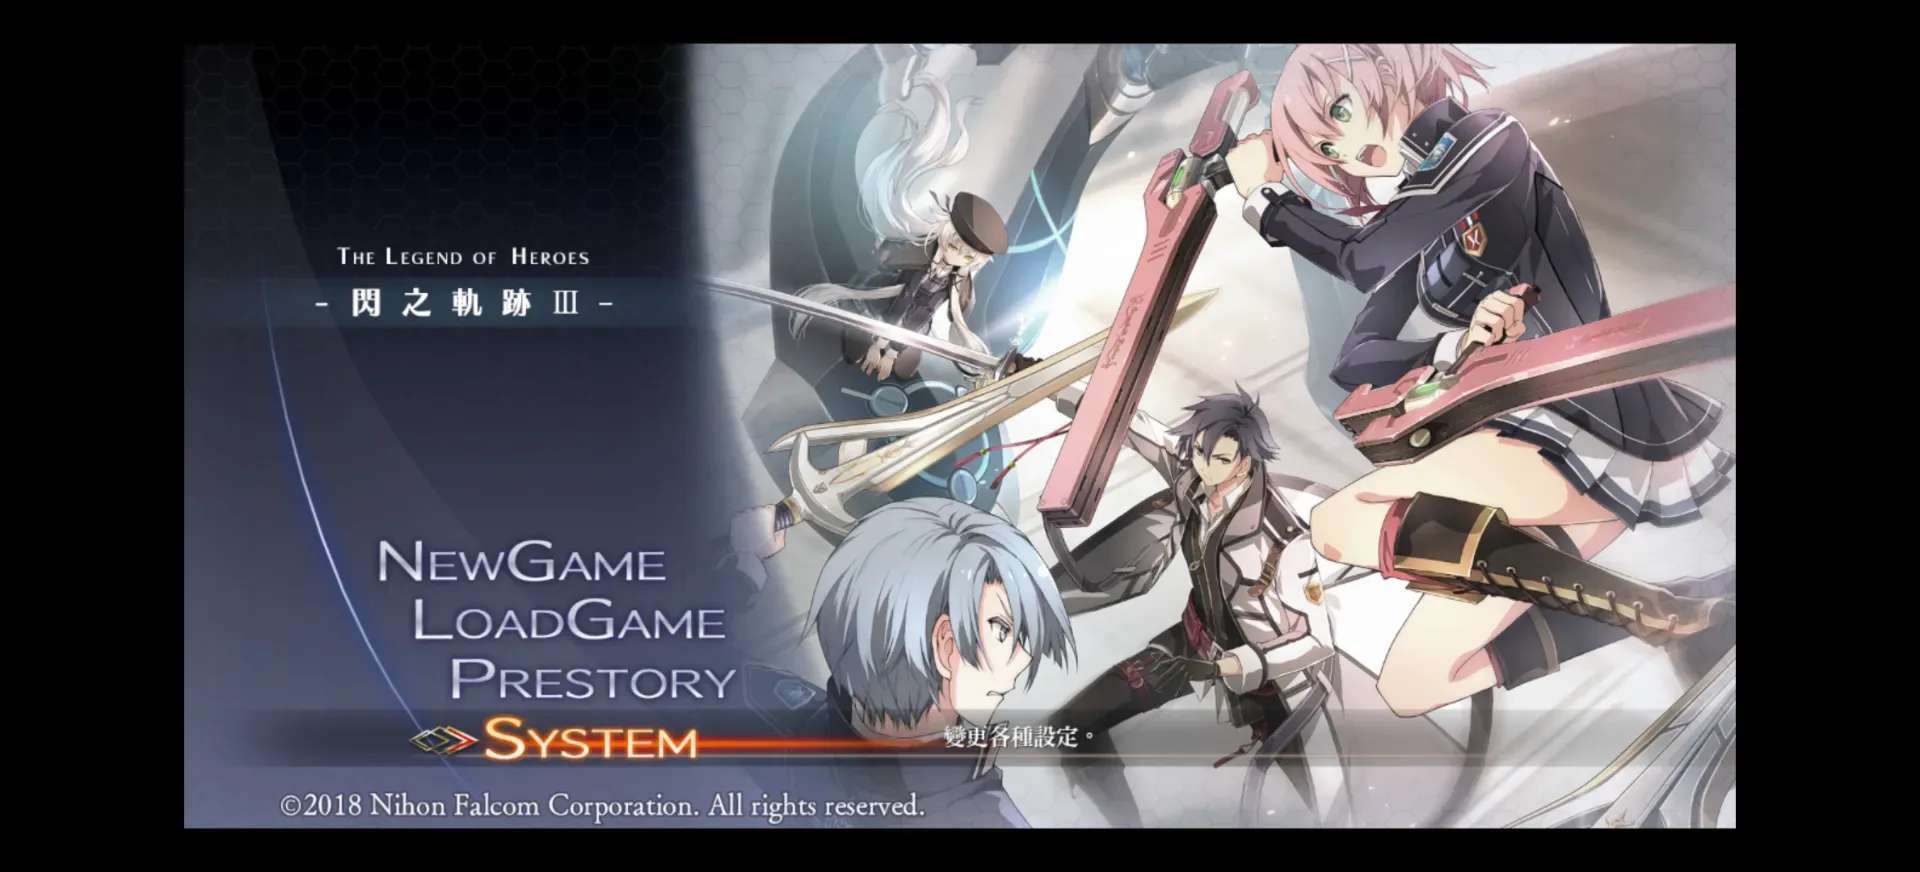 THE LEGEND OF HEROES
- 閃之軌跡 III -
NEWGAME
LOADGAME
PRESTORY
SYSTEM
變更各種設定。
©2018 Nihon Falcom Corporation. All rights reserved.